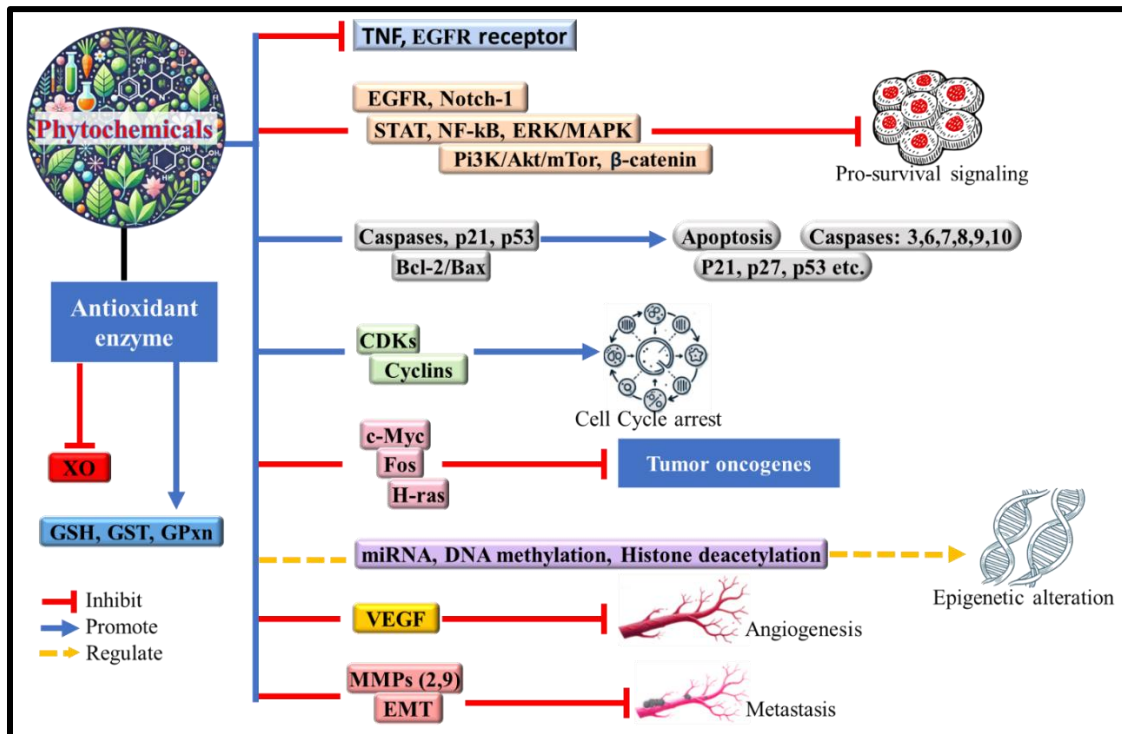 Phytochemicals
TNF, EGFR receptor
EGFR, Notch-1
STAT, NF-kB, ERK/MAPK
Pi3K/Akt/mTor, β-catenin
Pro-survival signaling
Caspases, p21, p53
Bcl-2/Bax
Apoptosis
Caspases: 3,6,7,8,9,10
P21, p27, p53 etc.
Antioxidant
enzyme
XO
GSH, GST, GPxn
CDKs
Cyclins
Cell Cycle arrest
c-Myc
Fos
H-ras
Tumor oncogenes
miRNA, DNA methylation, Histone deacetylation
Epigenetic alteration
VEGF
Angiogenesis
MMPs (2,9)
EMT
Metastasis
Inhibit
Promote
Regulate